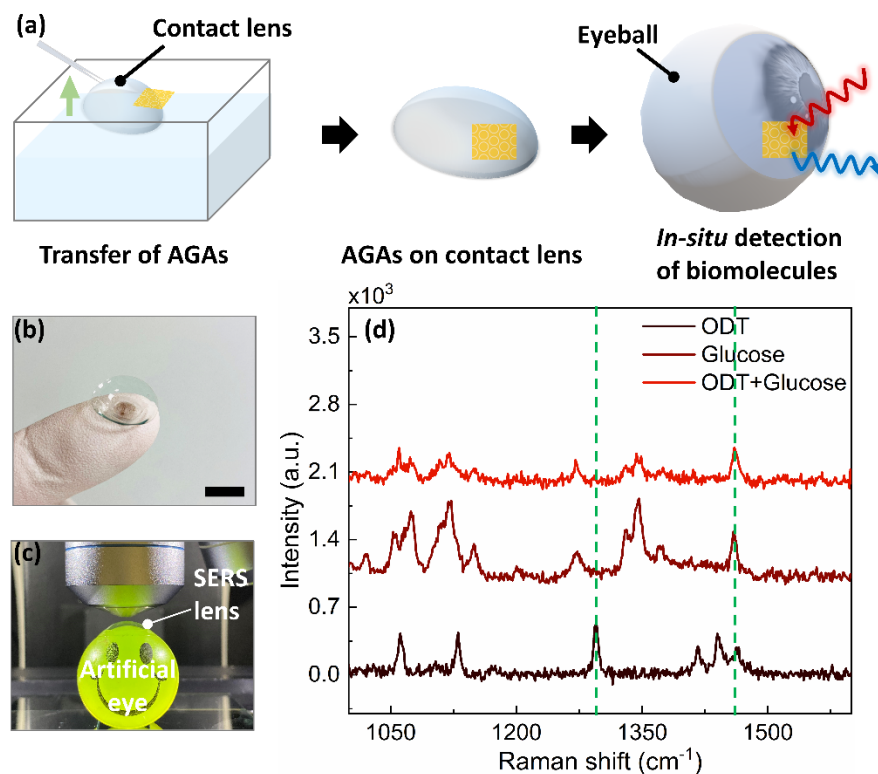 (a)
Contact lens
Eyeball
Transfer of AGAs
AGAs on contact lens
In-situ detection
of biomolecules
(b)
(c)
SERS
lens
Artificial
eye
x10³
(d)
ODT
Glucose
ODT+Glucose
3.5
2.8
2.1
1.4
0.7
0.0
Intensity (a.u.)
1050 1200 1350 1500
Raman shift (cm⁻¹)